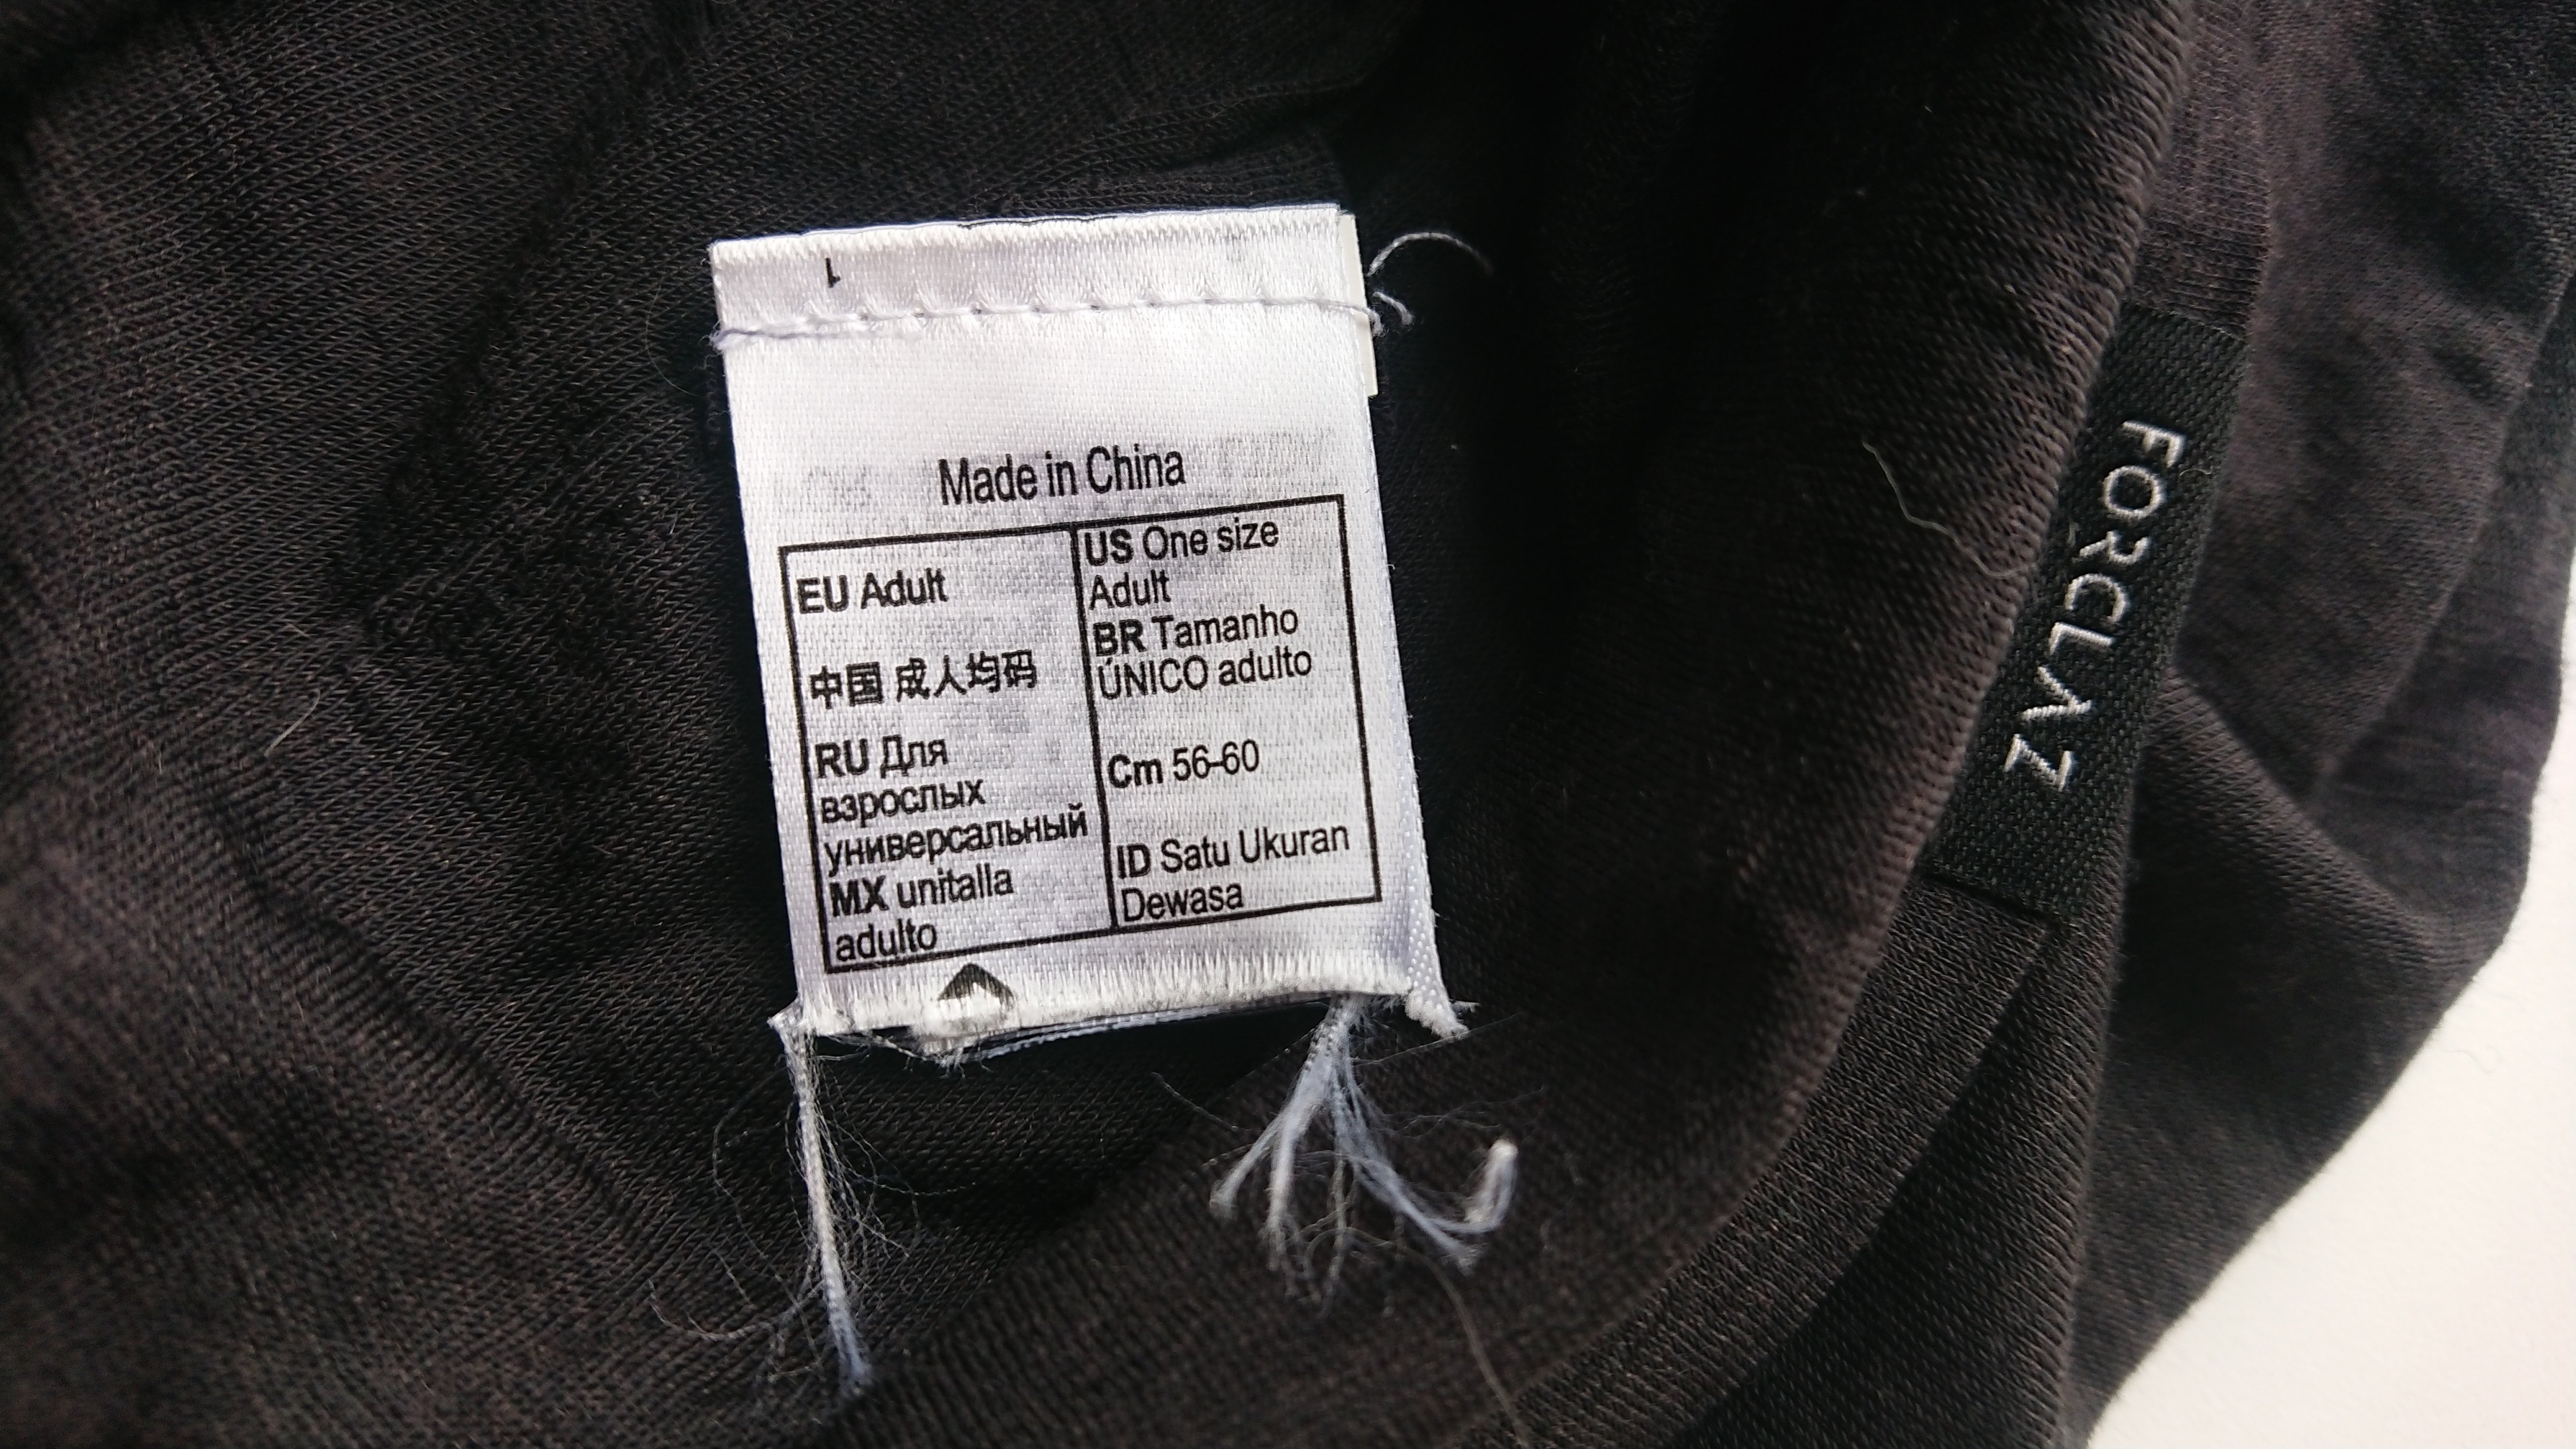 1
Made in China
EU Adult
中国 成人均码
RU Для
взрослых
универсальный
MX unitalla
adulto
US One size
Adult
BR Tamanho
ÚNICO adulto
Cm 56-60
ID Satu Ukuran
Dewasa
FORCLAZ